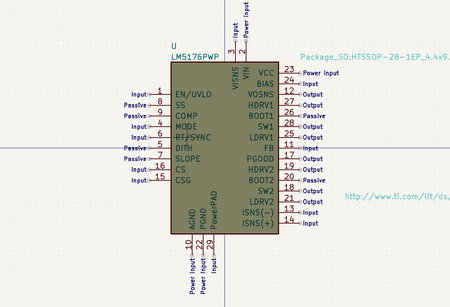 Input
Power Input
3
2
U
LM5176PWP
Package_SO:HTSSOP-28-1EP_4.4x9.
VISNS
VIN
VCC 23 Power Input
BIAS 24 Input
Input 1 EN/UVLO VOSNS 12 Output
Passive 8 SS HDRV1 27 Output
Passive 9 COMP BOOT1 26 Passive
Input 4 MODE SW1 28 Output
Input 6 RT/SYNC LDRV1 25 Output
Passive 5 DITH FB 11 Input
Passive 7 SLOPE PGOOD 17 Output
Input 16 CS HDRV2 19 Output
Input 15 CSG BOOT2 20 Passive
SW2 18 Output
http://www.ti.com/lit/ds/
LDRV2 21 Output
ISNS(-) 13 Input
ISNS(+) 14 Input
AGND
PGND
PowerPAD
10
22
29
Power Input
Power Input
Input